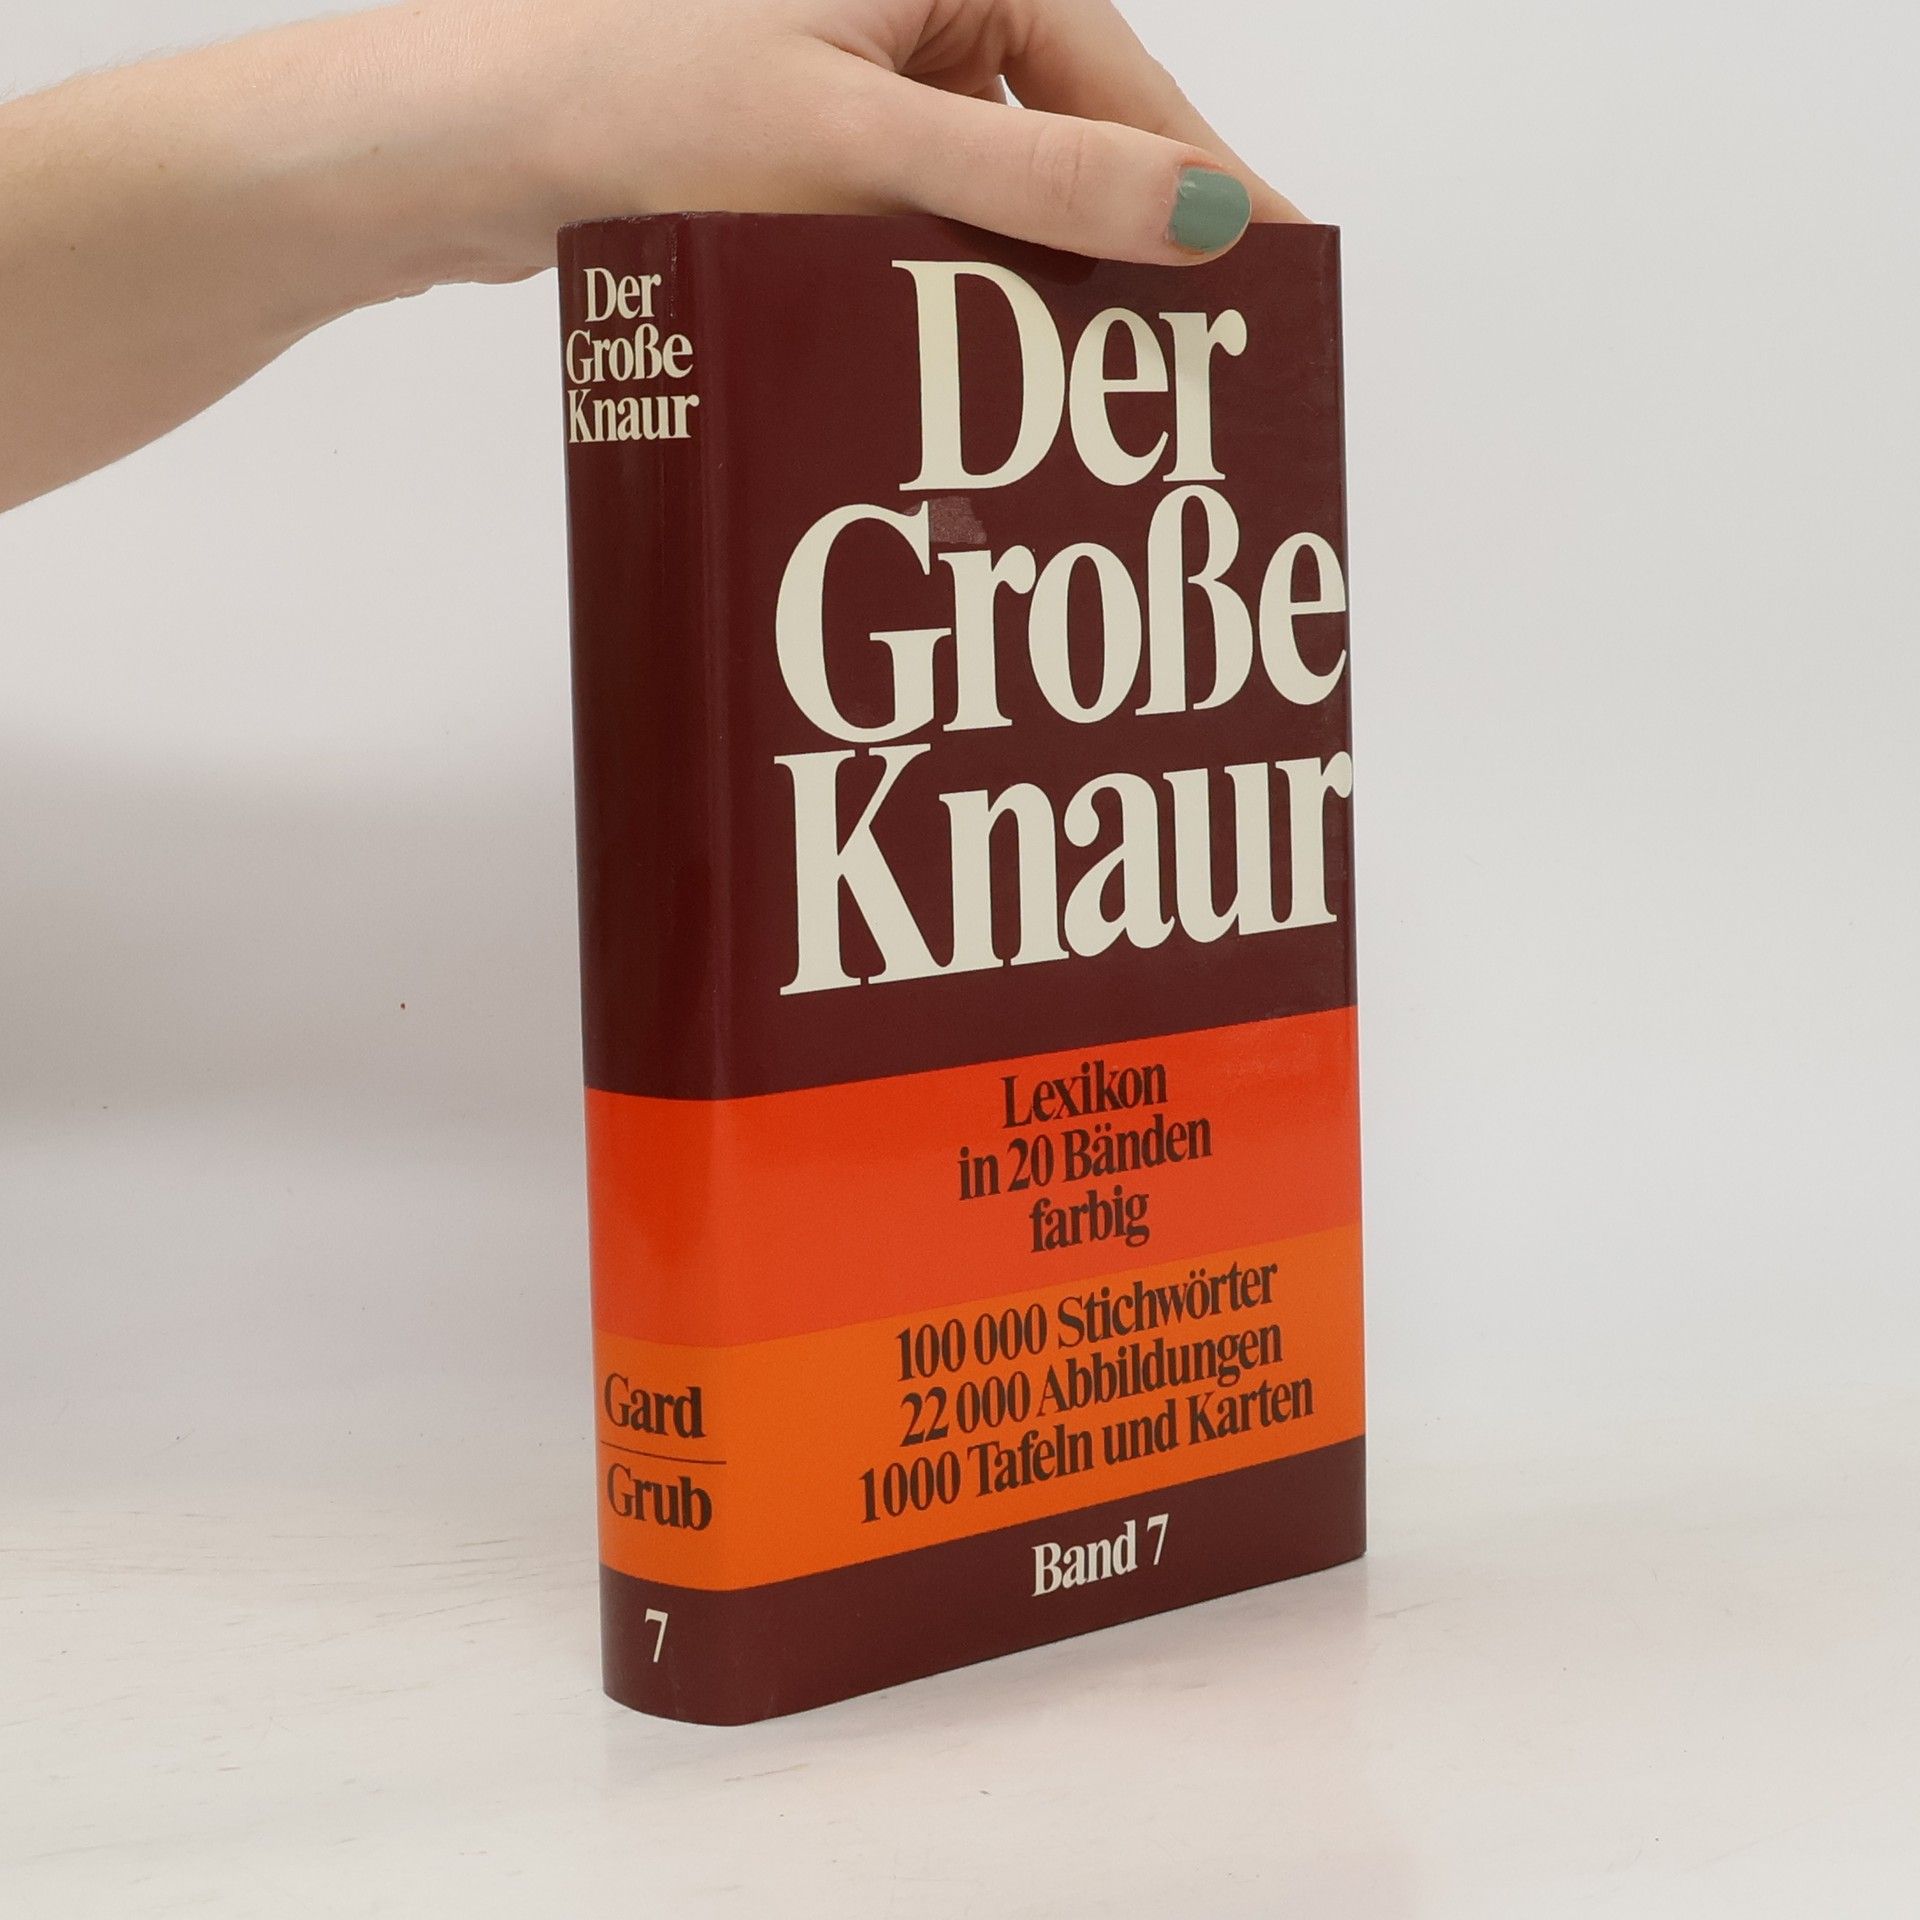 Der
Große
Knaur
Gard
Grub
7
Der
Große
Knaur
Lexikon
in 20 Bänden
farbig
100 000 Stichwörter
22 000 Abbildungen
1000 Tafeln und Karten
Band 7